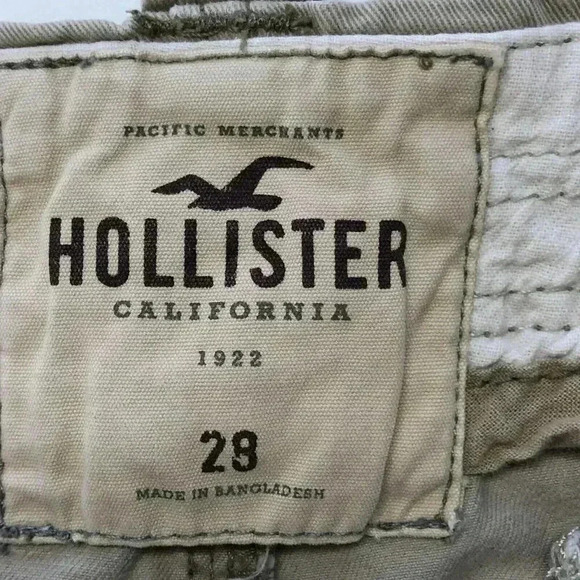 PACIFIC MERCHANTS
HOLLISTER
CALIFORNIA
1922
28
MADE IN BANGLADESH